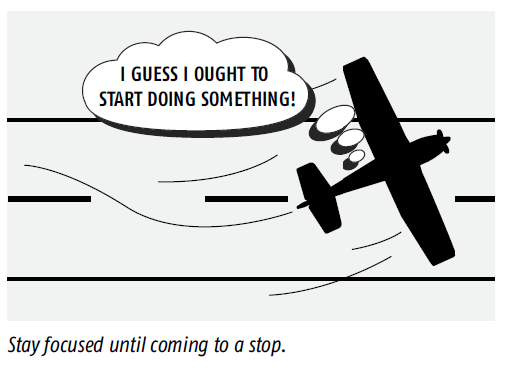 I GUESS I OUGHT TO
START DOING SOMETHING!
Stay focused until coming to a stop.